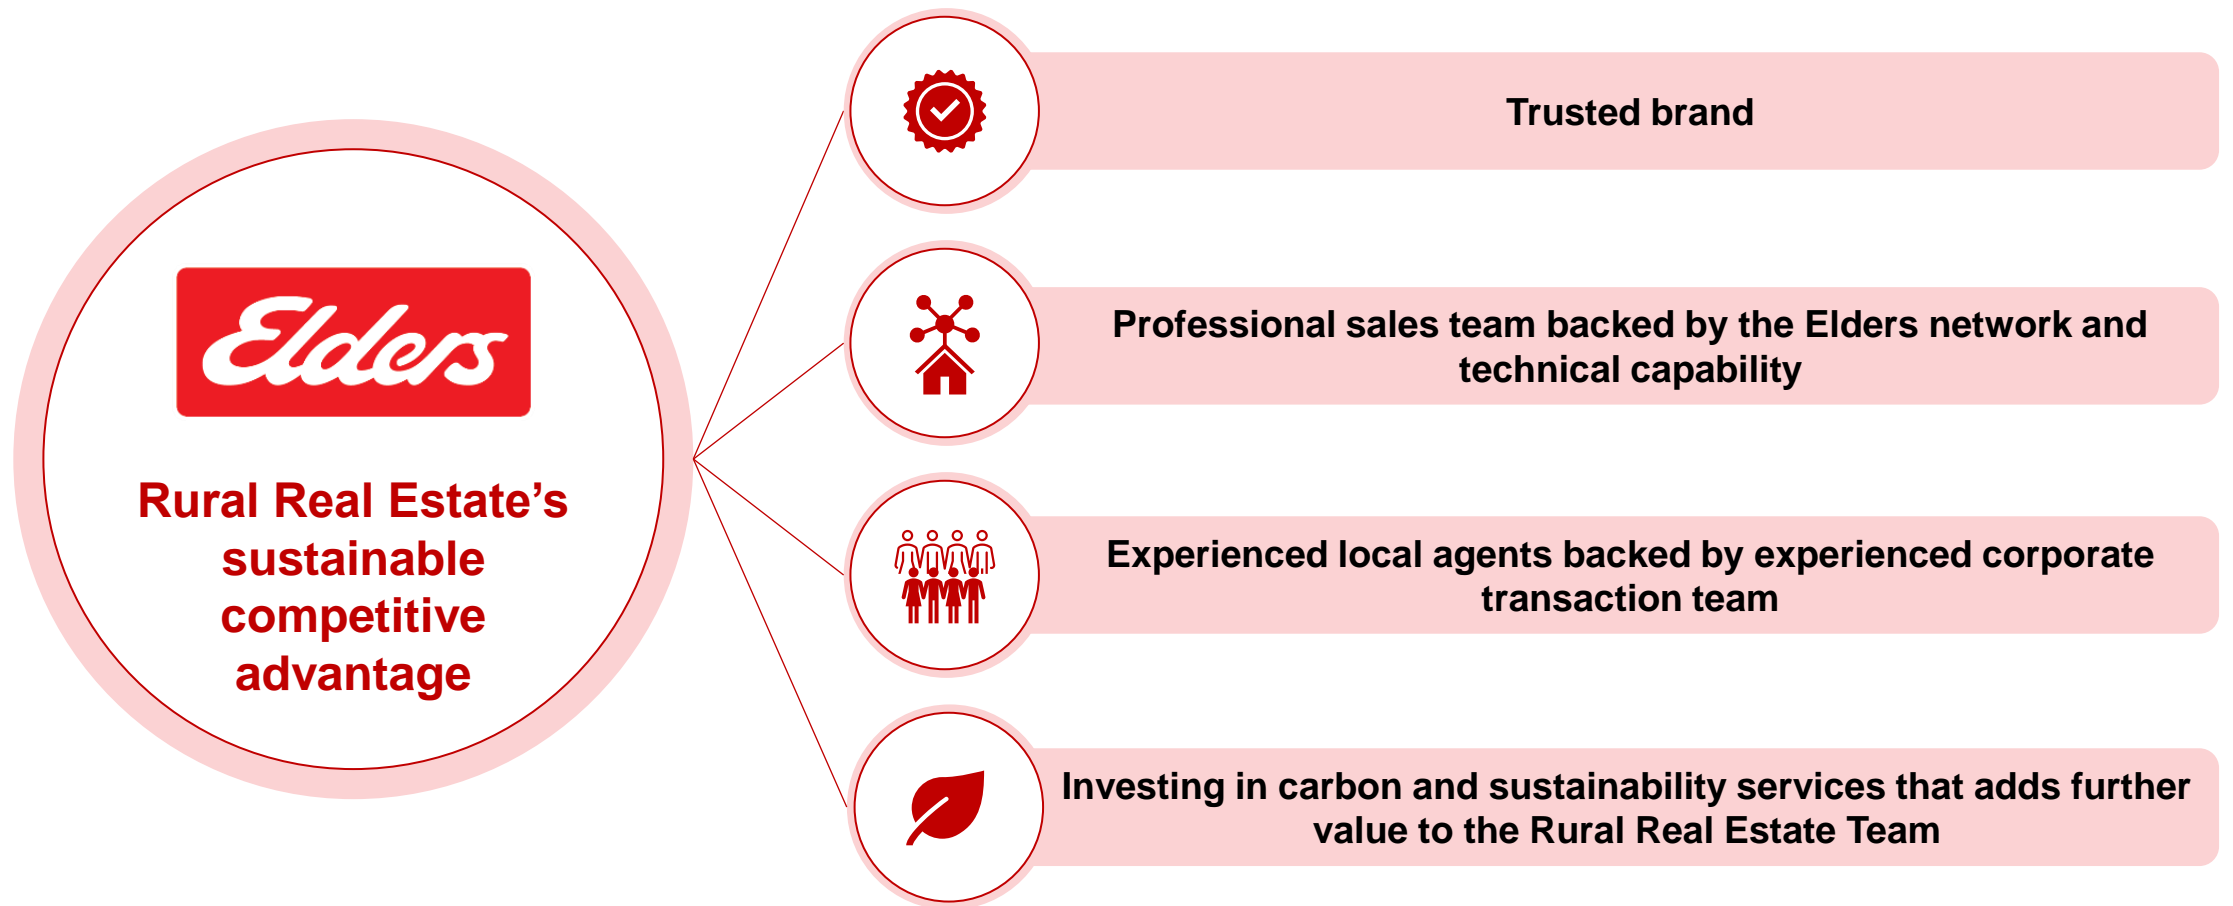 Elders
Rural Real Estate’s
sustainable
competitive
advantage
Trusted brand
Professional sales team backed by the Elders network and
technical capability
Experienced local agents backed by experienced corporate
transaction team
Investing in carbon and sustainability services that adds further
value to the Rural Real Estate Team